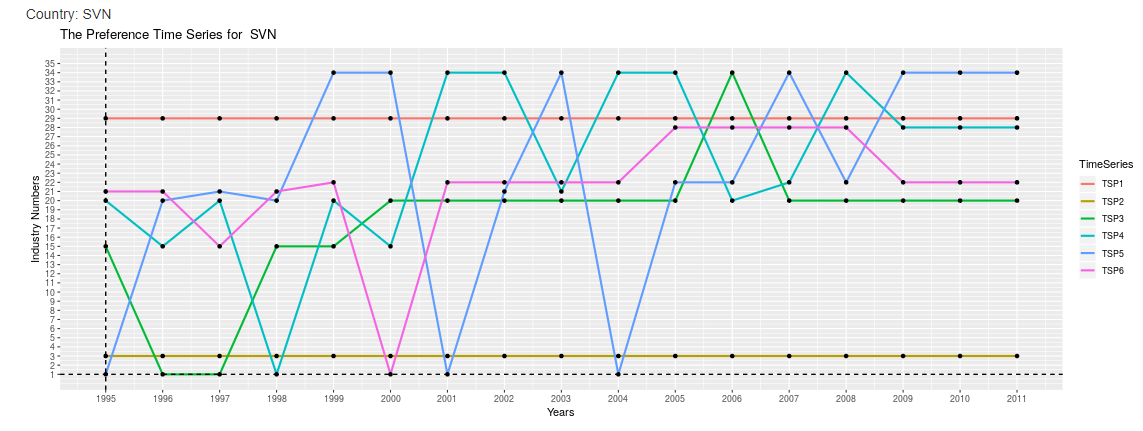 Country: SVN
The Preference Time Series for SVN
35
34
33
32
31
30
29
28
27
26
25
24
23
22
21
20
19
18
17
16
15
14
13
12
11
10
9
8
7
6
5
4
3
2
1
Industry Numbers
1995 1996 1997 1998 1999 2000 2001 2002 2003 2004 2005 2006 2007 2008 2009 2010 2011
Years
TimeSeries
TSP1
TSP2
TSP3
TSP4
TSP5
TSP6